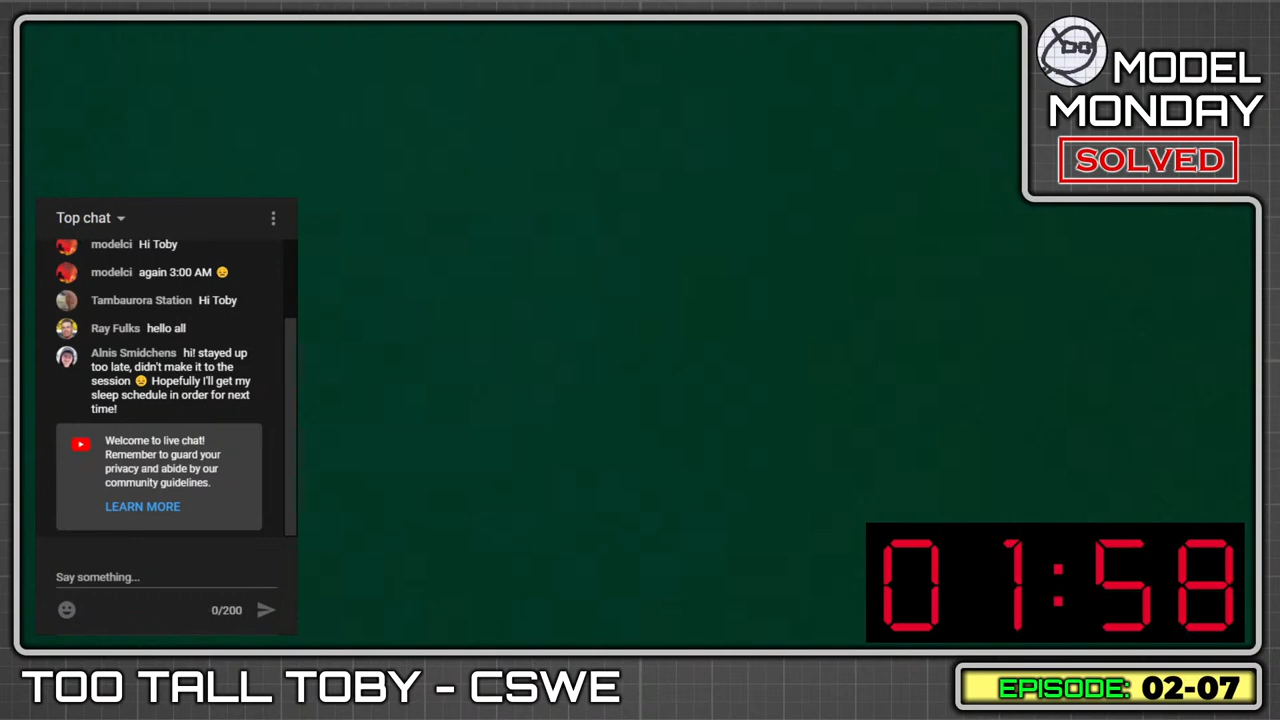 MODEL
MONDAY
SOLVED
Top chat
modelci Hi Toby
modelci again 3:00 AM 😔
Tambaurora Station Hi Toby
Ray Fulks hello all
Alnis Smidchens hi! stayed up
too late, didn't make it to the
session 😔 Hopefully I'll get my
sleep schedule in order for next
time!
Welcome to live chat!
Remember to guard your
privacy and abide by our
community guidelines.
LEARN MORE
Say something...
0/200
01:58
TOO TALL TOBY - CSWE
EPISODE: 02-07